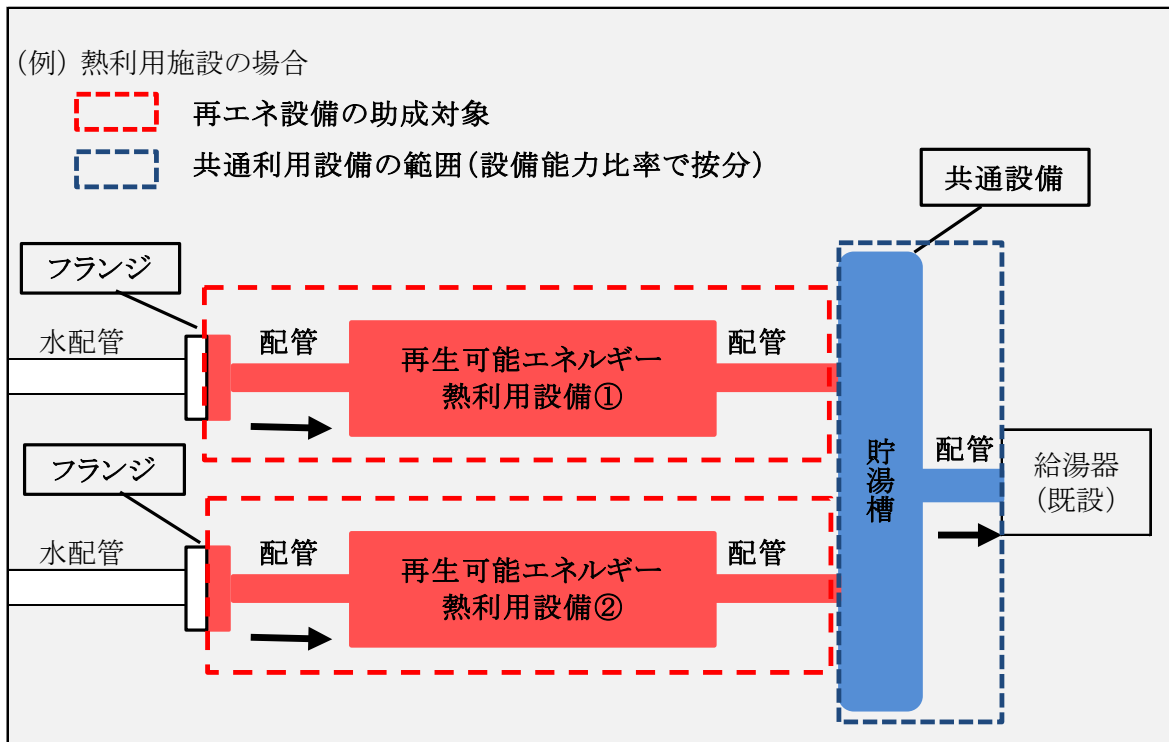 (例) 熱利用施設の場合
再エネ設備の助成対象
共通利用設備の範囲(設備能力比率で按分)
共通設備
フランジ
水配管
配管
再生可能エネルギー
熱利用設備①
配管
フランジ
水配管
配管
再生可能エネルギー
熱利用設備②
配管
貯湯槽
配管
給湯器
(既設)